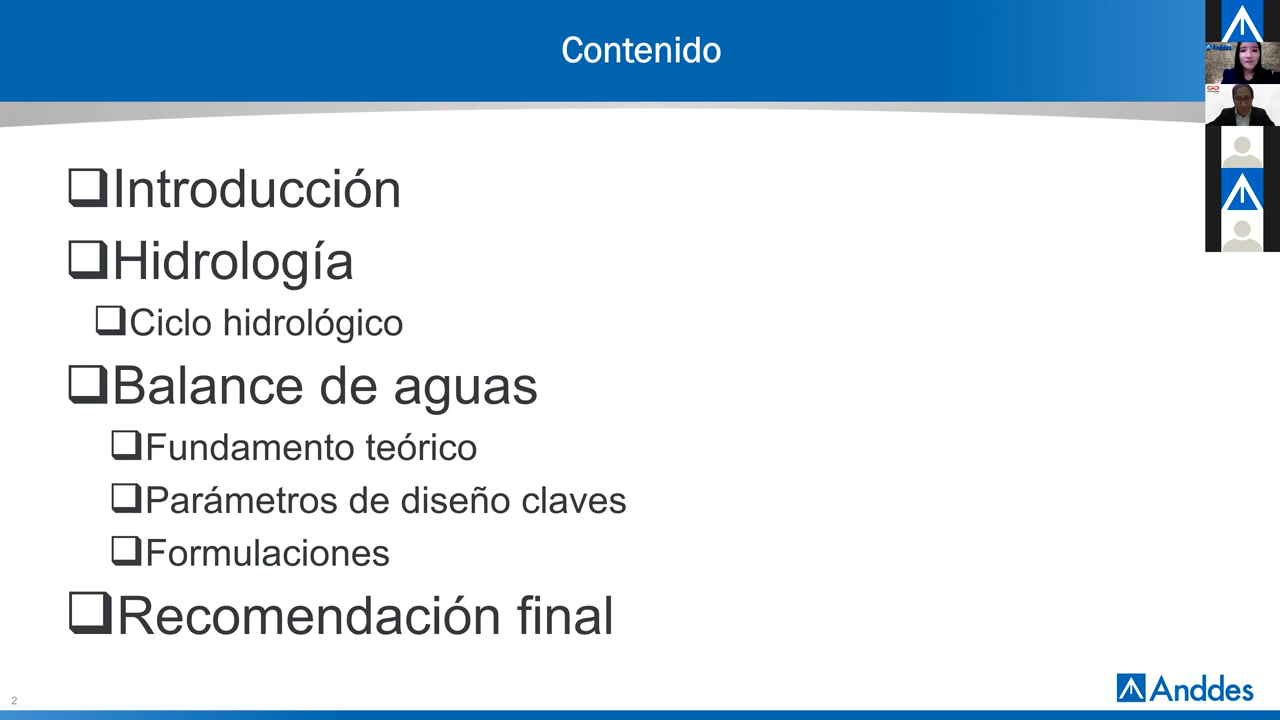 Contenido
Introducción
Hidrología
Ciclo hidrológico
Balance de aguas
Fundamento teórico
Parámetros de diseño claves
Formulaciones
Recomendación final
2
Anddes